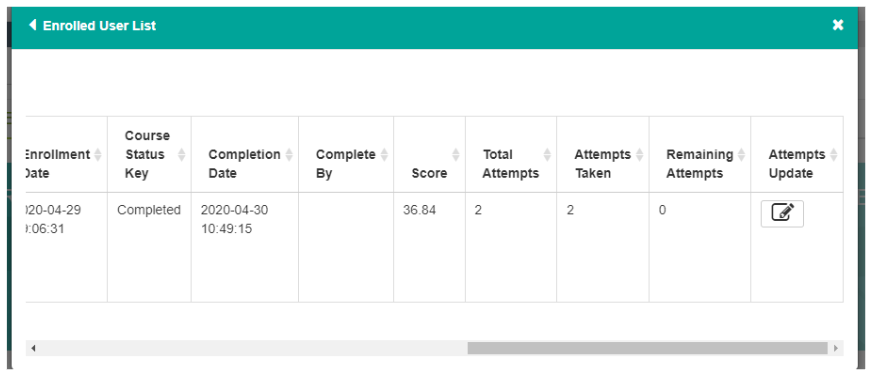 Enrolled User List
Course
Enrollment Status Completion Complete Total Attempts Remaining Attempts
Date Key Date By Score Attempts Taken Attempts Update
020-04-29 Completed 2020-04-30 36.84 2 2 0
:06:31 10:49:15